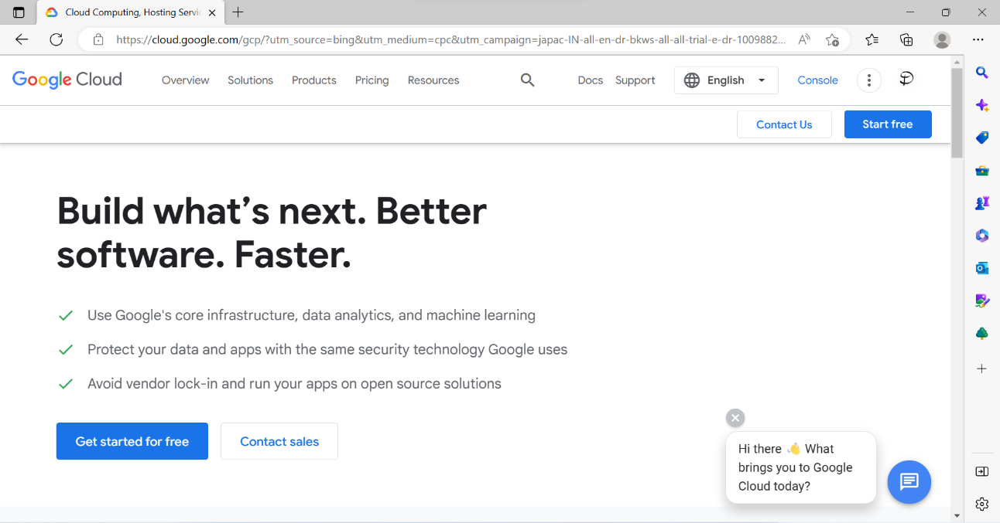 Cloud Computing, Hosting Servi
https://cloud.google.com/gcp/?utm_source=bing&utm_medium=cpc&utm_campaign=japac-IN-all-en-dr-bkws-all-all-trial-e-dr-1009882...
Google Cloud
Overview
Solutions
Products
Pricing
Resources
Docs
Support
English
Console
Contact Us
Start free
Build what’s next. Better
software. Faster.
Use Google's core infrastructure, data analytics, and machine learning
Protect your data and apps with the same security technology Google uses
Avoid vendor lock-in and run your apps on open source solutions
Get started for free
Contact sales
Hi there 👋 What
brings you to Google
Cloud today?